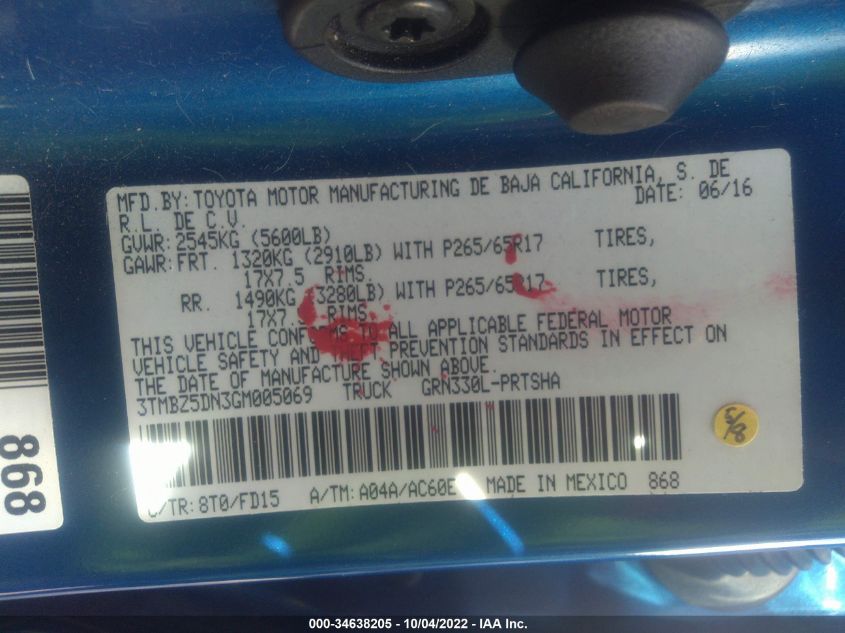 MFD.BY: TOYOTA MOTOR MANUFACTURING DE BAJA CALIFORNIA, S. DE
R.L. DE C.V. DATE: 06/16
GVWR: 2545KG (5600LB)
GAWR: FRT. 1320KG (2910LB) WITH P265/65R17 TIRES,
17X7.5 RIMS.
RR. 1490KG (3280LB) WITH P265/65R17 TIRES,
17X7.5 RIMS.
THIS VEHICLE CONFORMS TO ALL APPLICABLE FEDERAL MOTOR
VEHICLE SAFETY AND THEFT PREVENTION STANDARDS IN EFFECT ON
THE DATE OF MANUFACTURE SHOWN ABOVE.
3TMBZ5DN3GM005069 TRUCK GRN330L-PRTSHA
C/TR: 8T0/FD15 A/TM: A04A/AC60E MADE IN MEXICO 868
868
000-34638205 - 10/04/2022 - IAA Inc.